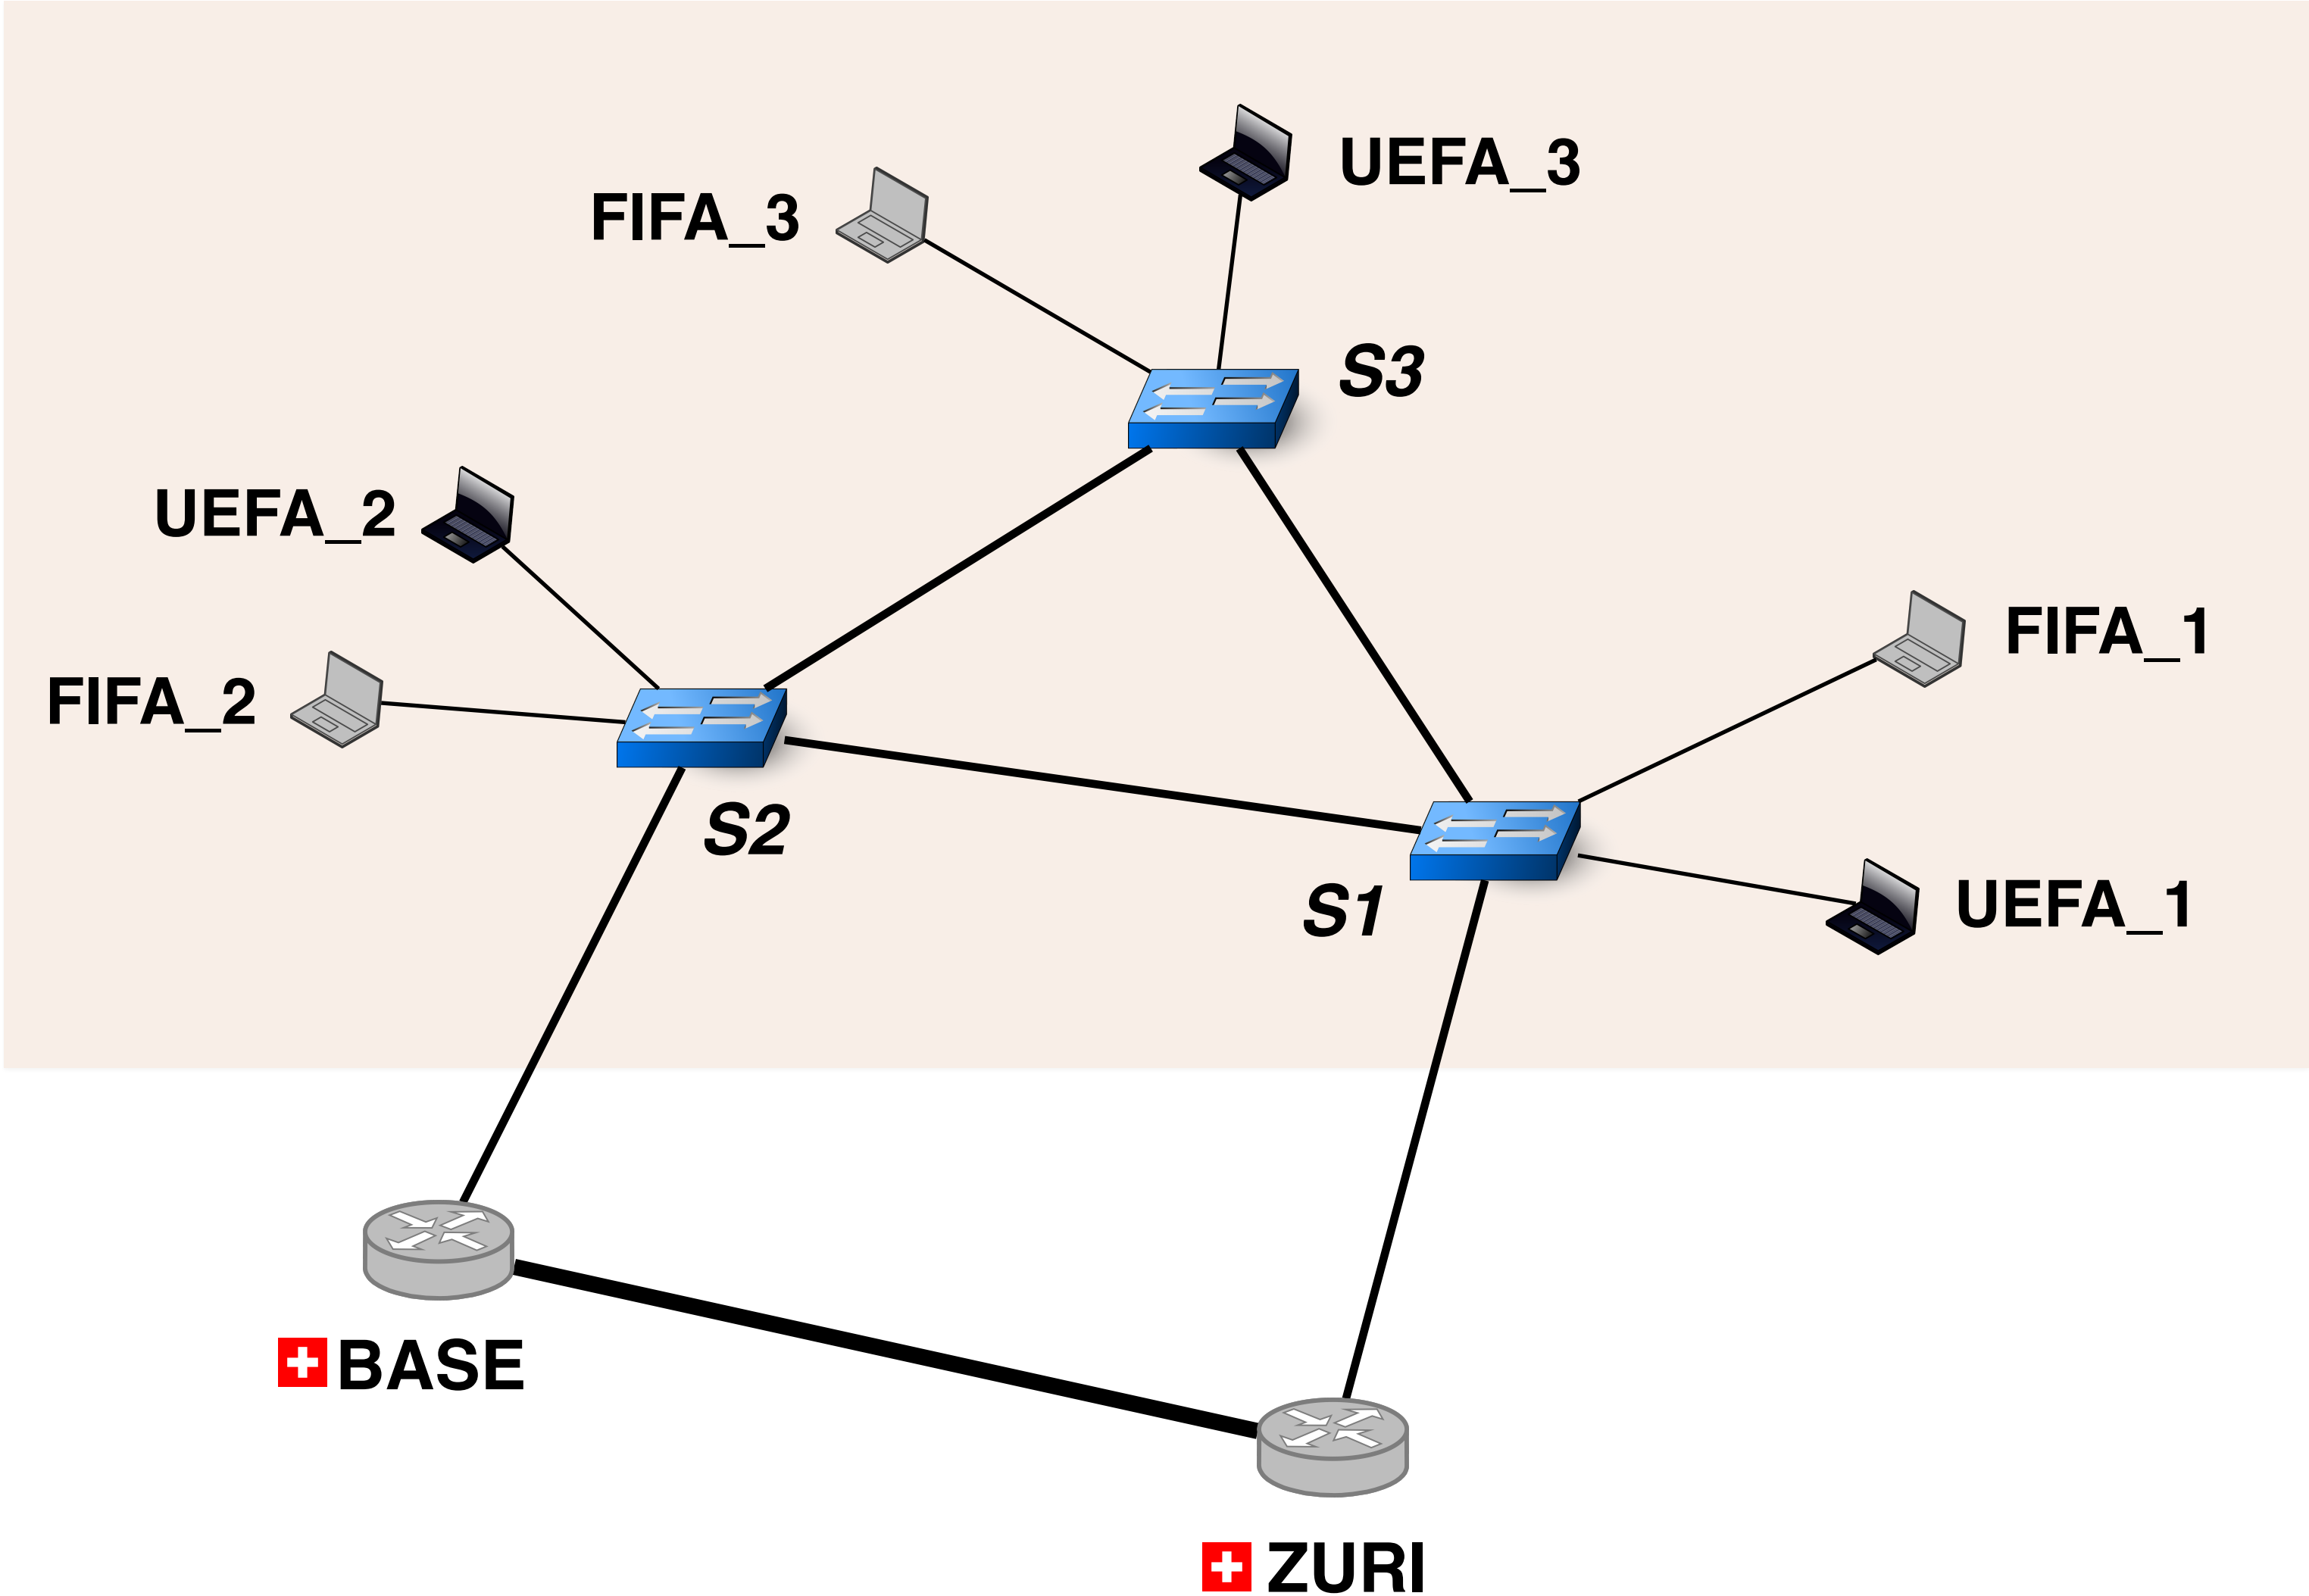 UEFA_3
FIFA_3
S3
UEFA_2
FIFA_1
FIFA_2
S2
S1
UEFA_1
BASE
ZURI